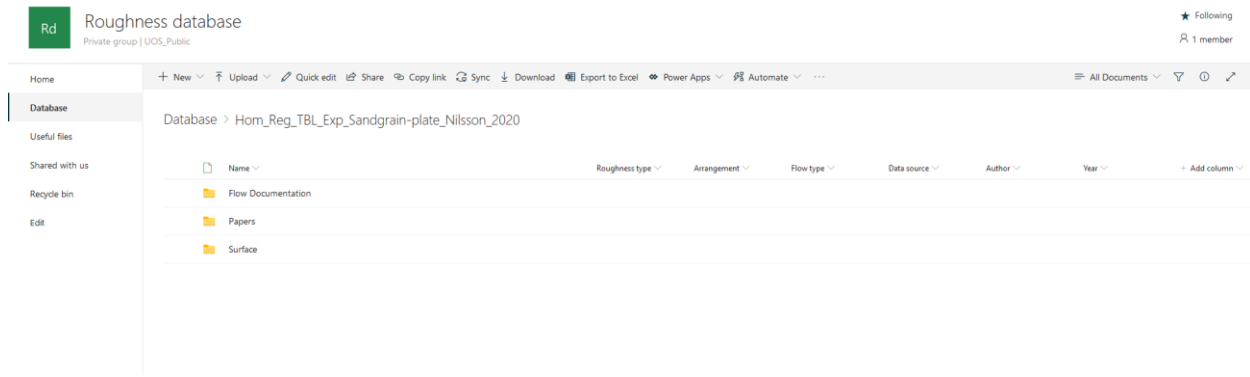 Rd
Roughness database
Private group | UOS_Public
Following
1 member
Home
Database
Useful files
Shared with us
Recycle bin
Edit
New Upload Quick edit Share Copy link Sync Download Export to Excel Power Apps Automate ... All Documents
Database > Hom_Reg_TBL_Exp_Sandgrain-plate_Nilsson_2020
Name Roughness type Arrangement Flow type Data source Author Year + Add column
Flow Documentation
Papers
Surface